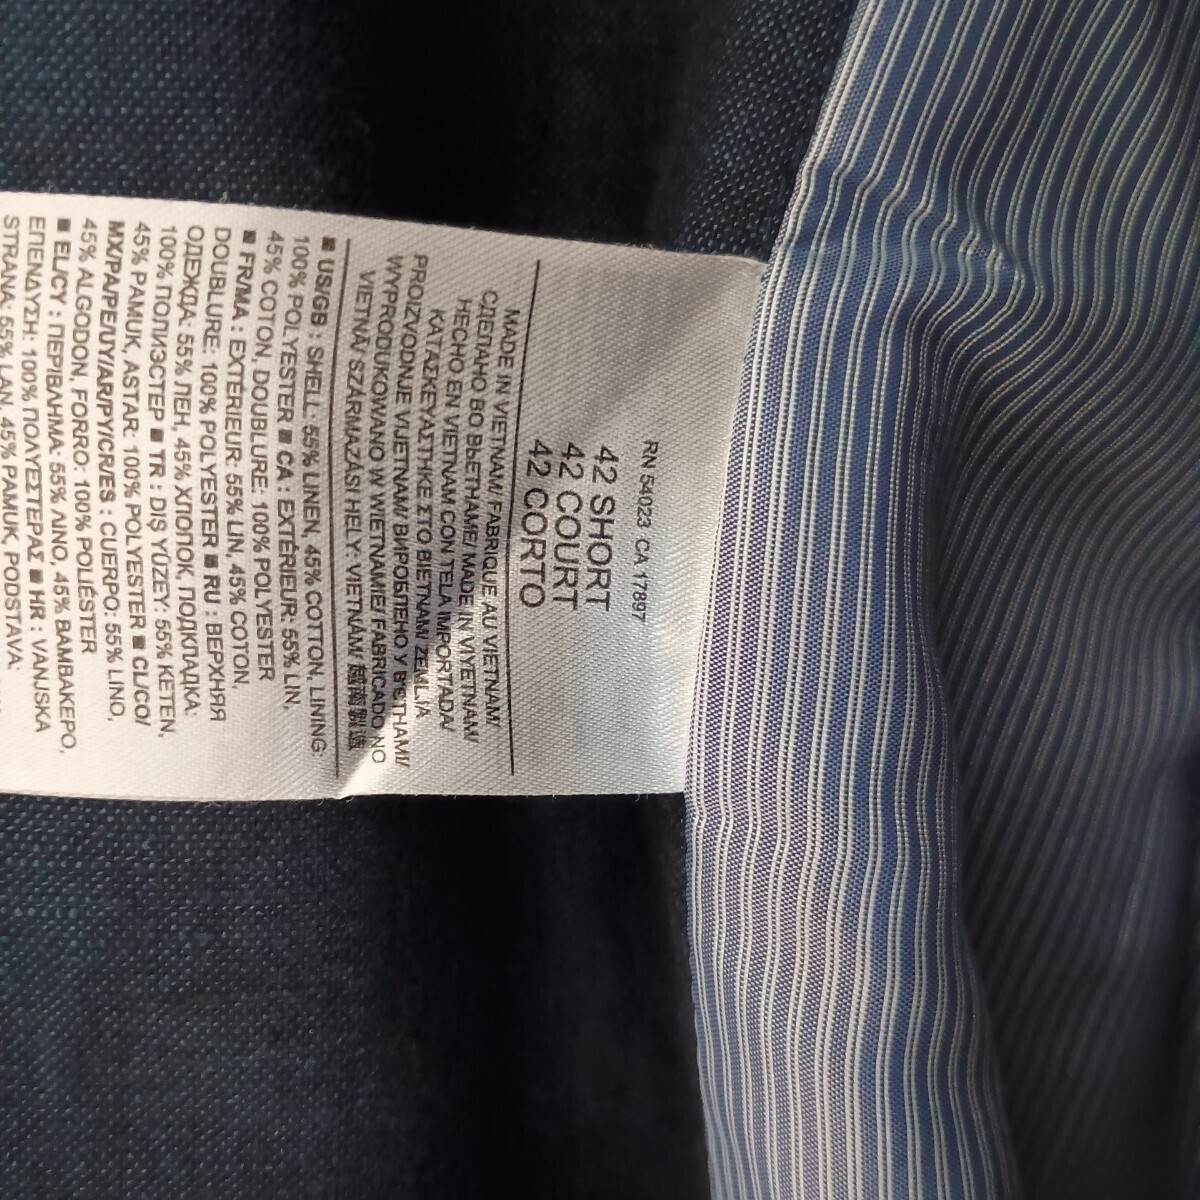 RN 54023 CA 17897
42 SHORT
42 COURT
42 CORTO
MADE IN VIETNAM/ FABRIQUE AU VIETNAM/
СДЕЛАНО ВО ВЬЕТНАМЕ/ MADE IN VİYETNAM/
HECHO EN VIETNAM CON TELA IMPORTADA/
ΚΑΤΑΣΚΕΥΑΣΤΗΚΕ ΣΤΟ ΒΙΕΤΝΑΜ/ ZEMLJA
PROIZVODNJE VIJETNAM/ ВИРОБЛЕНО У В'ЄТНАМІ/
WYPRODUKOWANO W WIETNAMIE/ FABRICADO NO
VIETNÃ/ SZÁRMAZÁSI HELY: VIETNÁM 越南製造
■ US/GB : SHELL: 55% LINEN, 45% COTTON, LINING:
100% POLYESTER ■ CA : EXTÉRIEUR: 55% LIN,
45% COTON, DOUBLURE: 100% POLYESTER
■ FR/MA : EXTÉRIEUR: 55% LIN, 45% COTON,
DOUBLURE: 100% POLYESTER ■ RU : ВЕРХНЯЯ
ОДЕЖДА: 55% ЛЕН, 45% ХЛОПОК, ПОДКЛАДКА:
100% ПОЛИЭСТЕР ■ TR : DIŞ YÜZEY: 55% KETEN,
45% PAMUK, ASTAR: 100% POLYESTER ■ CL/CO/
MX/PA/PE/UY/AR/PY/CR/ES : CUERPO: 55% LINO,
45% ALGODON, FORRO: 100% POLIÉSTER
■ EL/CY : ΠΕΡΙΒΛΗΜΑ: 55% ΛΙΝΟ, 45% ΒΑΜΒΑΚΕΡΟ,
ΕΠΕΝΔΥΣΗ: 100% ΠΟΛΥΕΣΤΕΡΑΣ ■ HR : VANJSKA
STRANA: 55% LAN, 45% PAMUK, PODSTAVA: